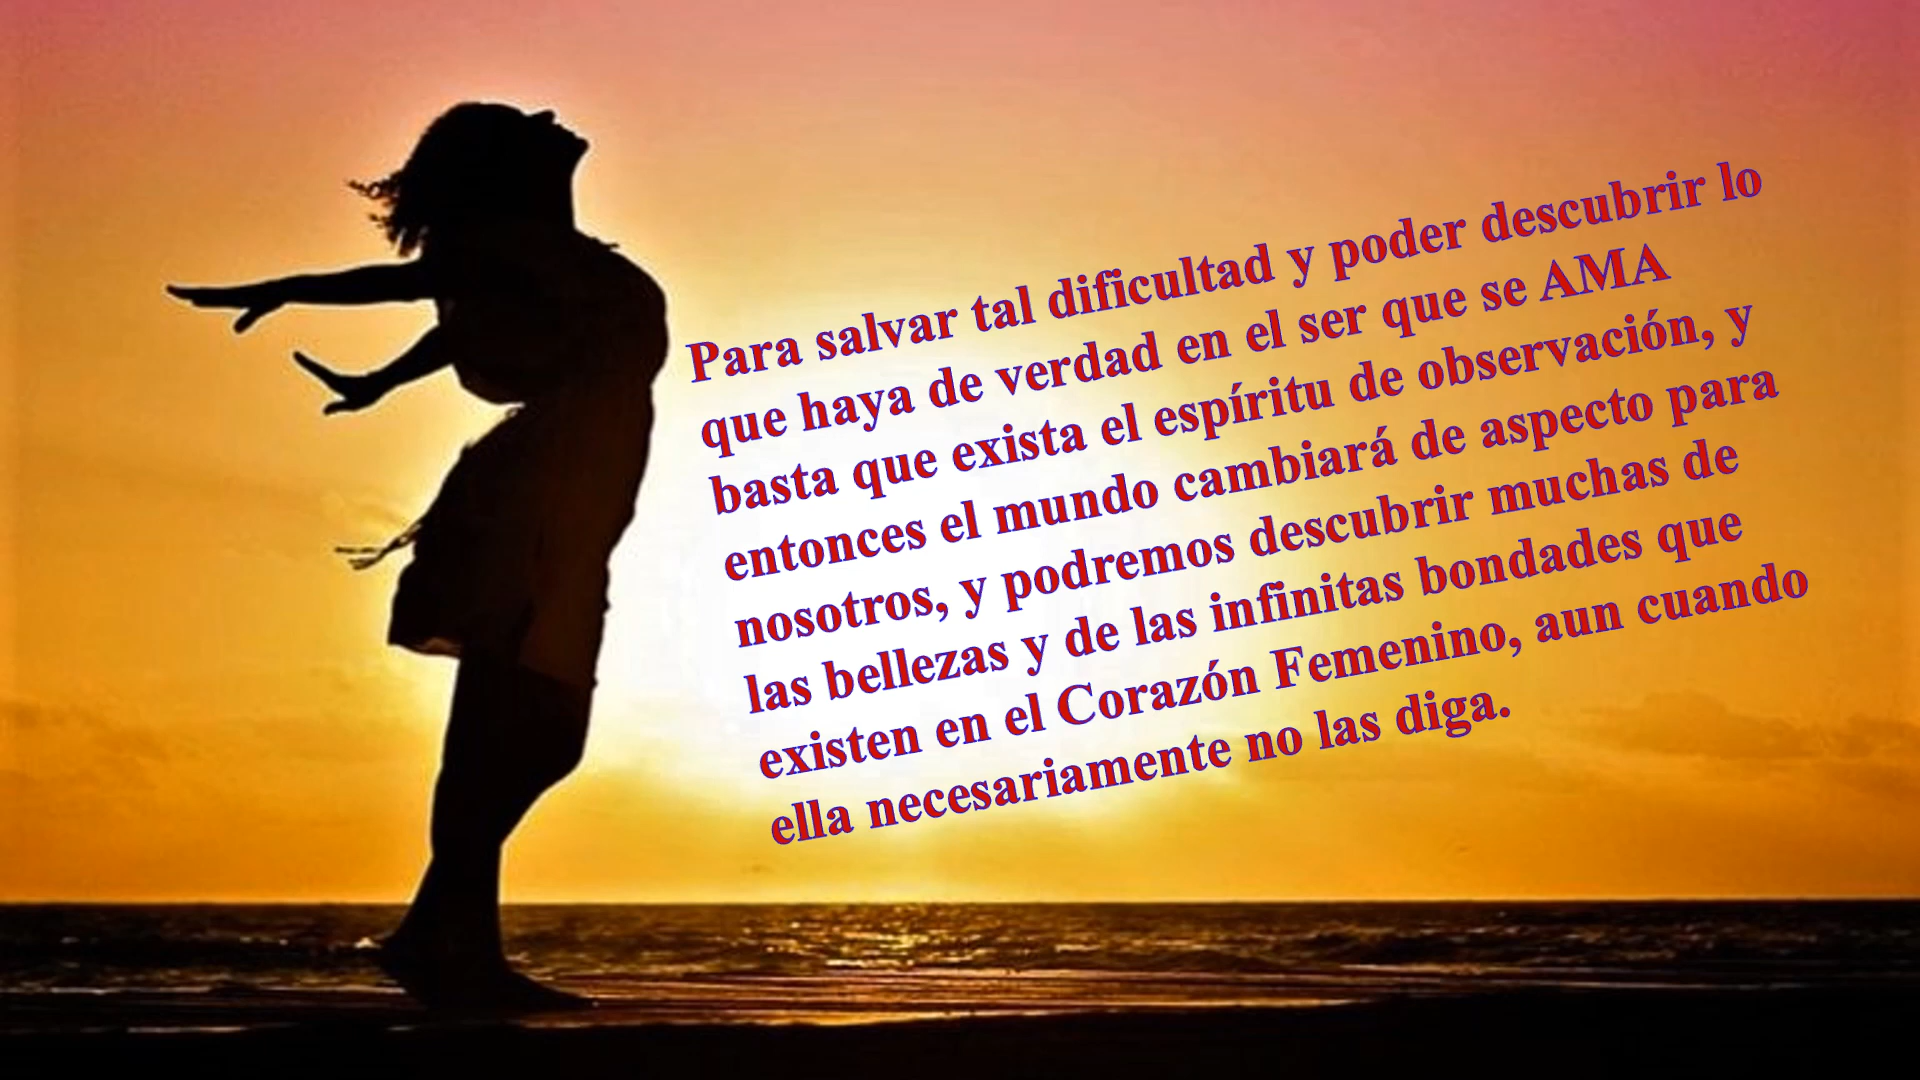 Para salvar tal dificultad y poder descubrir lo
que haya de verdad en el ser que se AMA
basta que exista el espíritu de observación, y
entonces el mundo cambiará de aspecto para
nosotros, y podremos descubrir muchas de
las bellezas y de las infinitas bondades que
existen en el Corazón Femenino, aun cuando
ella necesariamente no las diga.